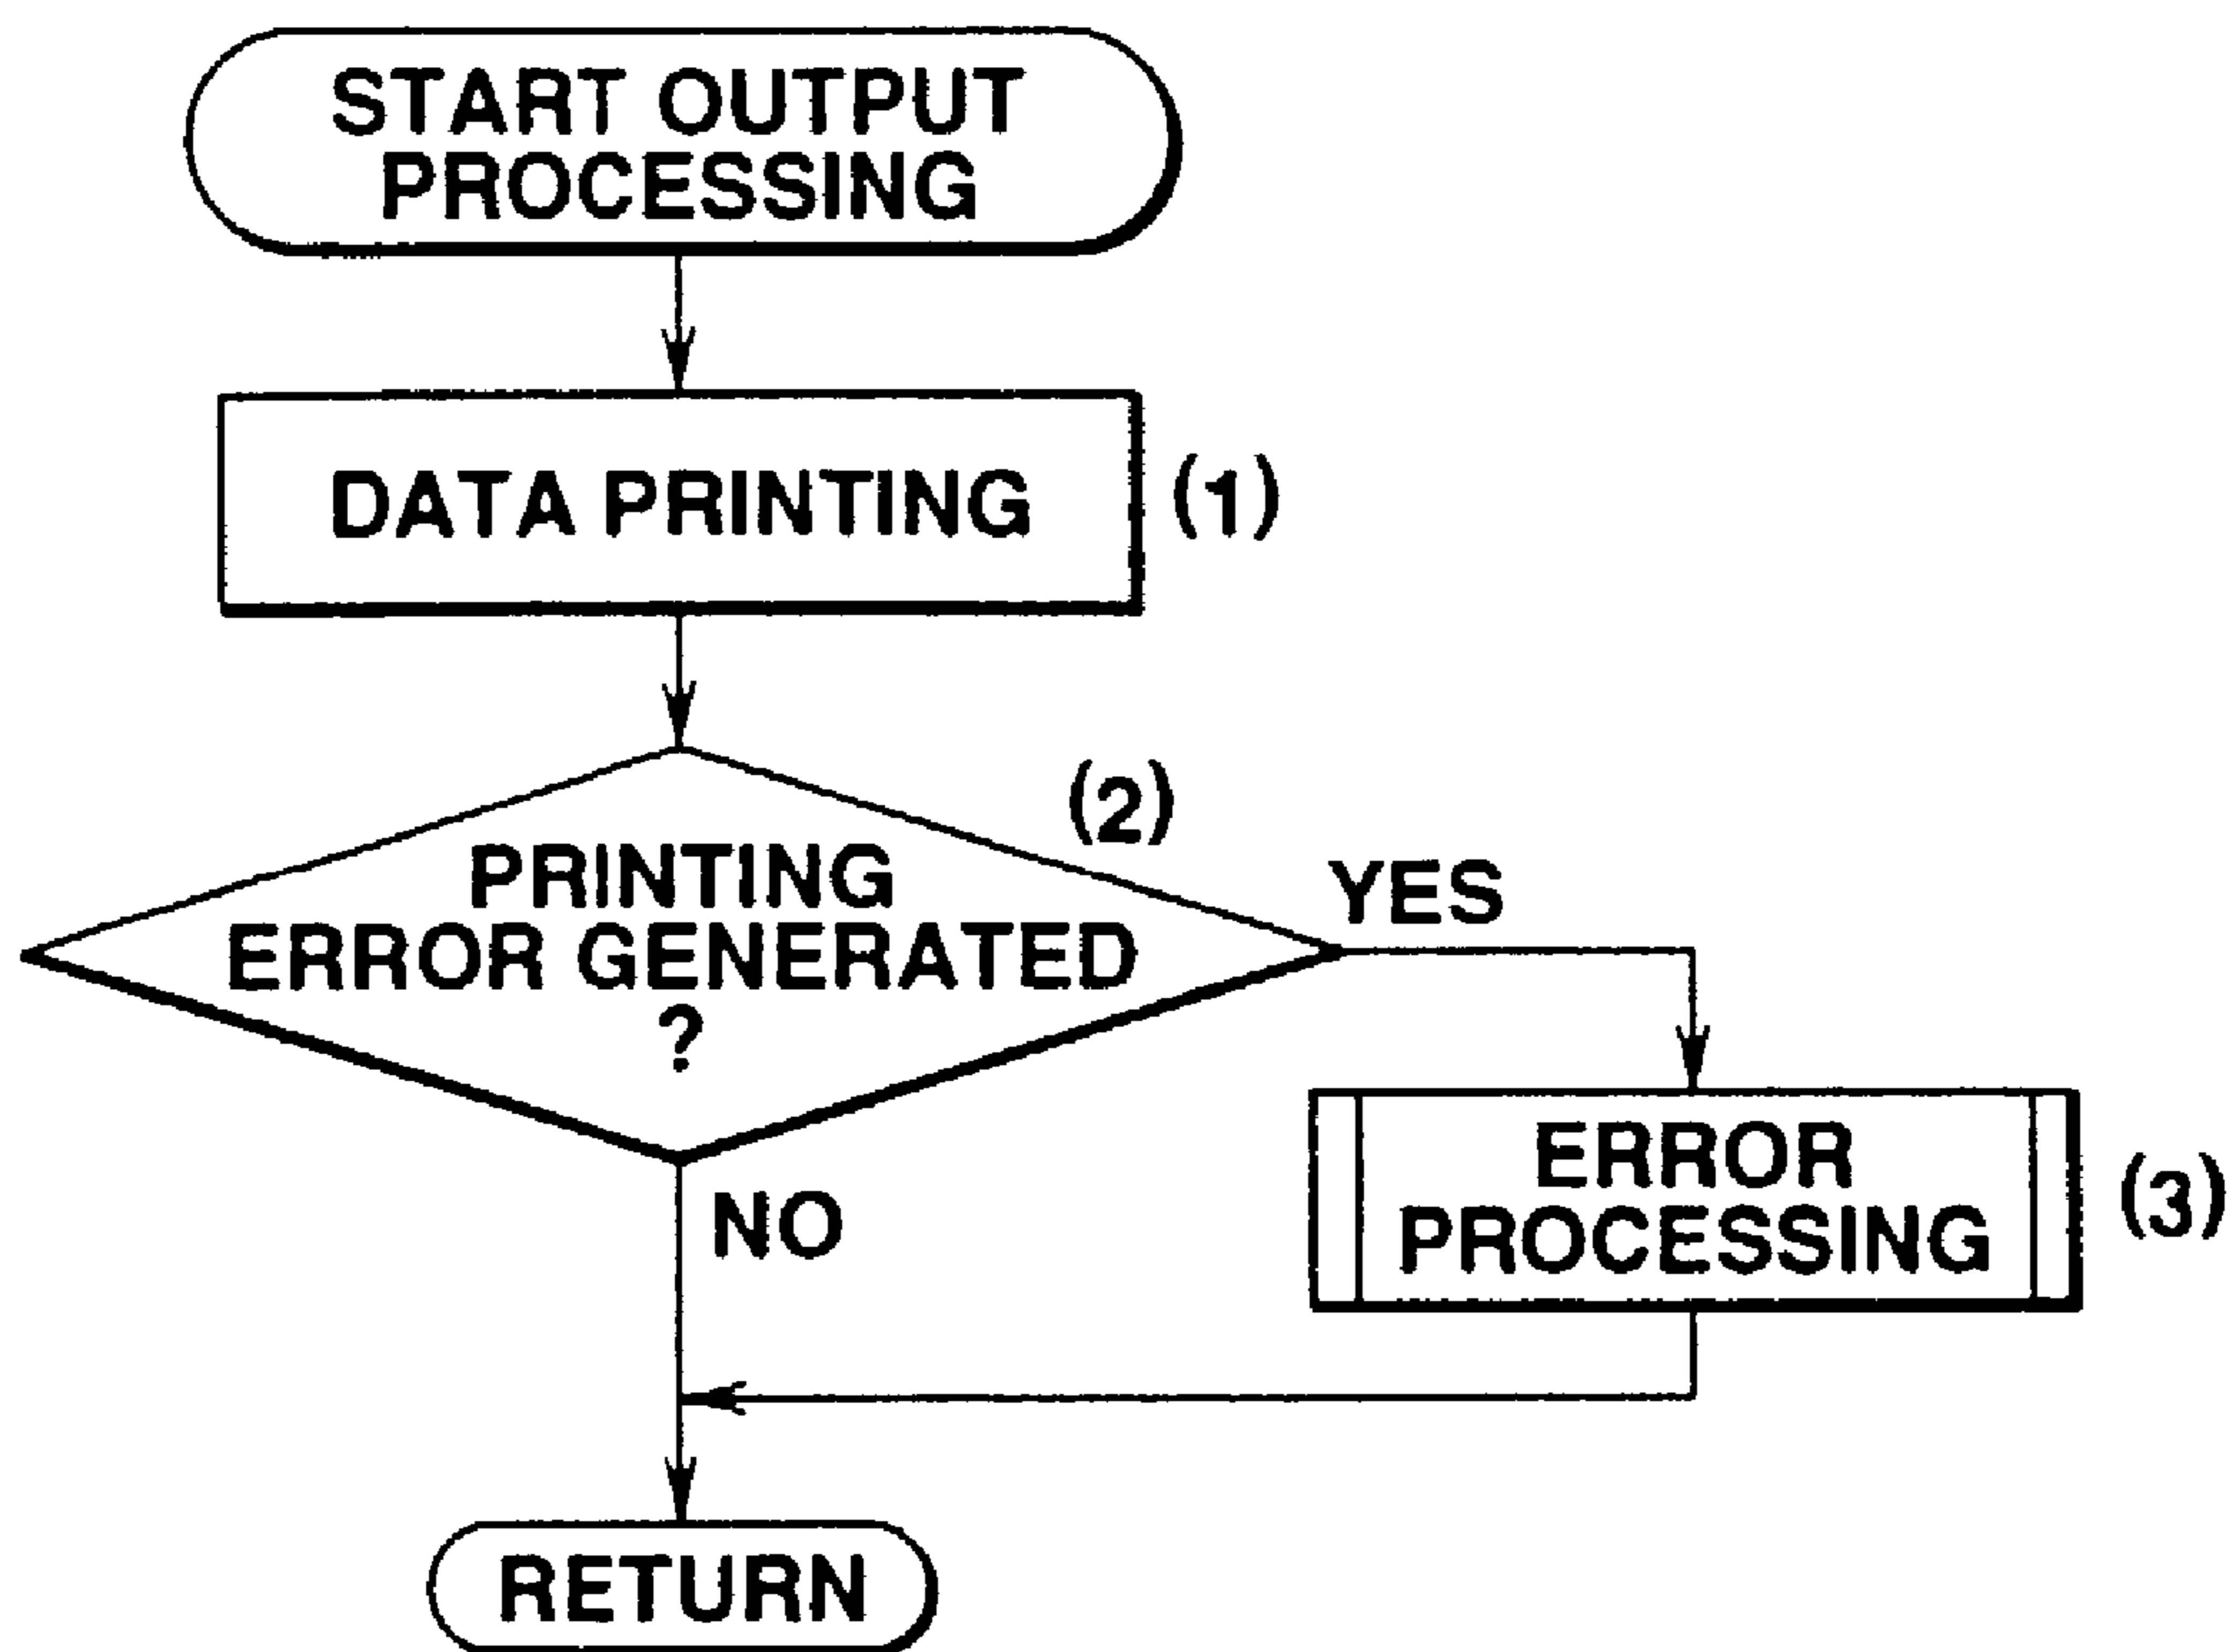 START OUTPUT
PROCESSING
DATA PRINTING
(1)
(2)
PRINTING
ERROR GENERATED
?
YES
NO
ERROR
PROCESSING
(3)
RETURN